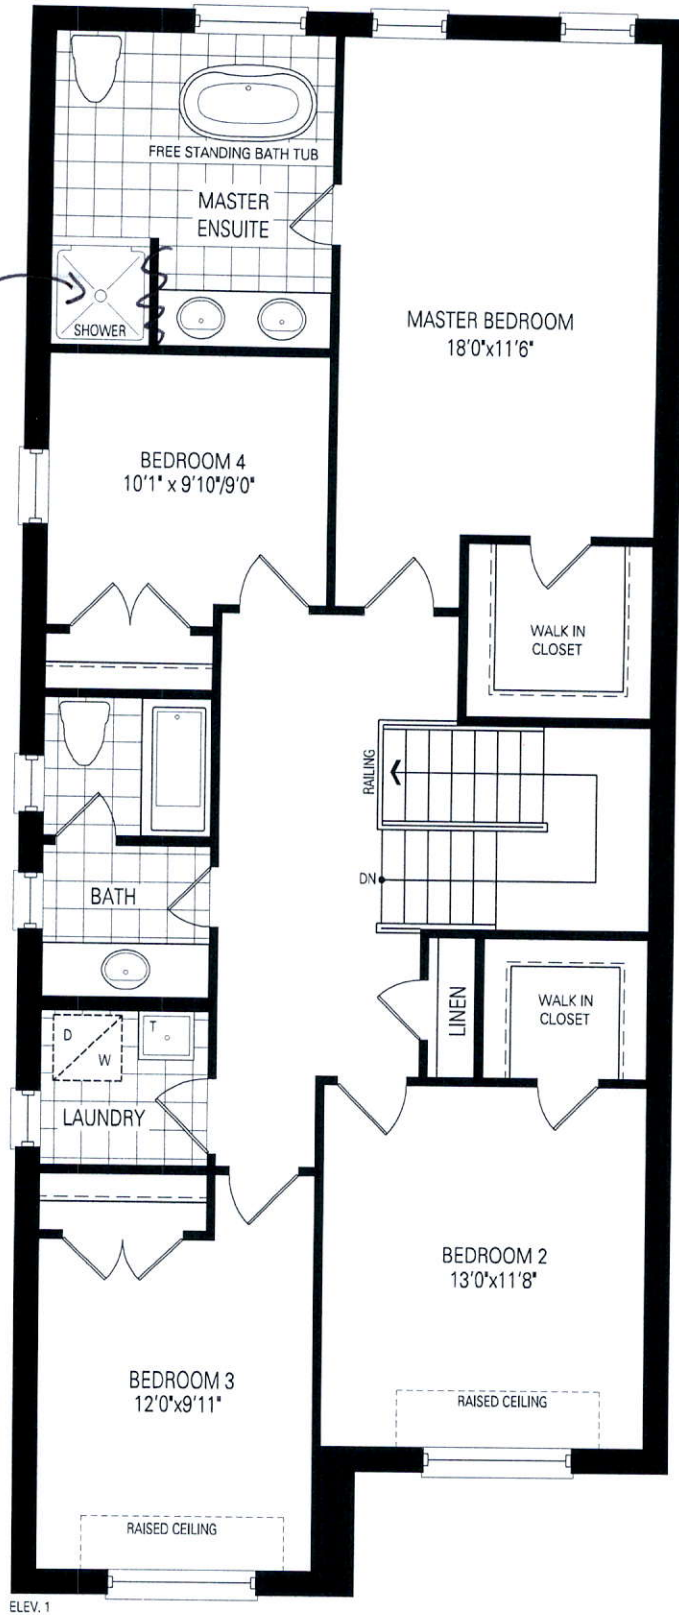 FREE STANDING BATH TUB
MASTER
ENSUITE
SHOWER
MASTER BEDROOM
18'0"x11'6"
BEDROOM 4
10'1" x 9'10"/9'0"
WALK IN
CLOSET
RAILING
DN
BATH
LINEN
WALK IN
CLOSET
D
W
T
LAUNDRY
BEDROOM 2
13'0"x11'8"
BEDROOM 3
12'0"x9'11"
RAISED CEILING
RAISED CEILING
ELEV. 1